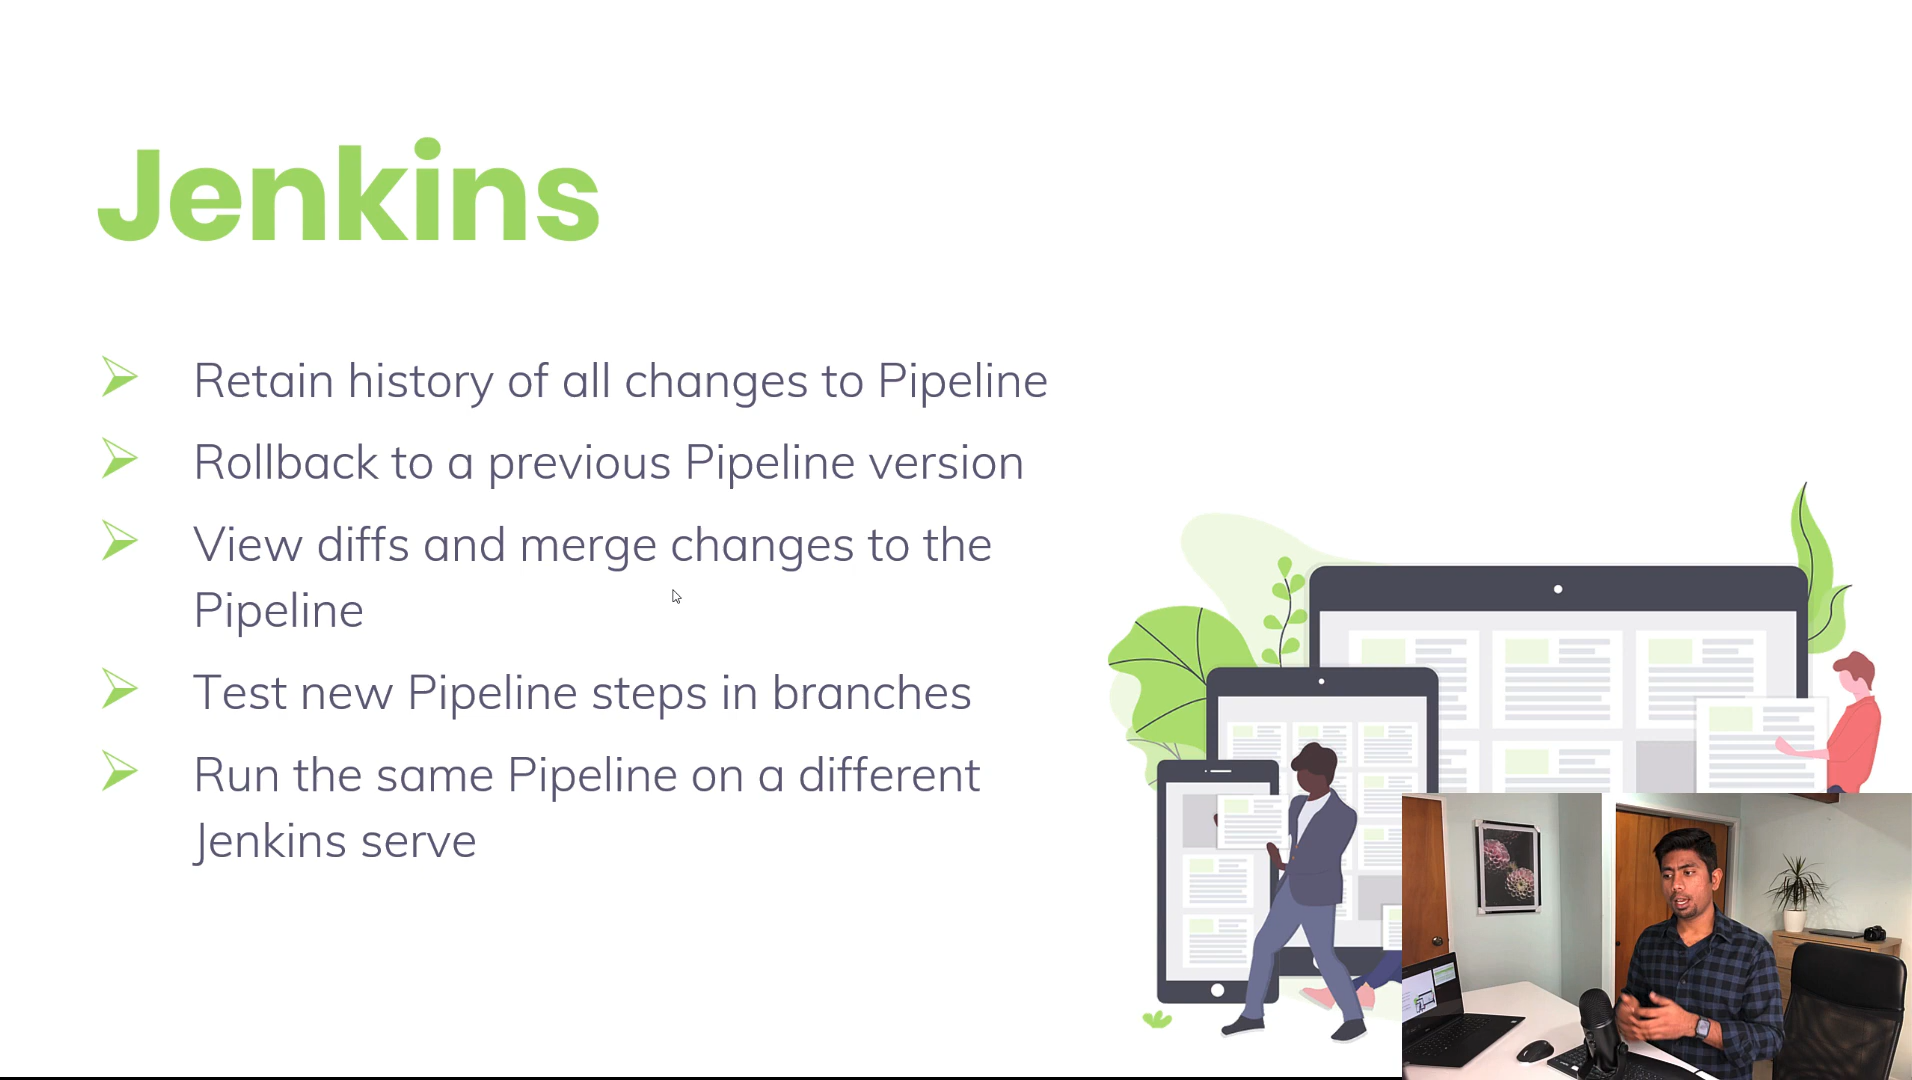 Jenkins
Retain history of all changes to Pipeline
Rollback to a previous Pipeline version
View diffs and merge changes to the
Pipeline
Test new Pipeline steps in branches
Run the same Pipeline on a different
Jenkins serve